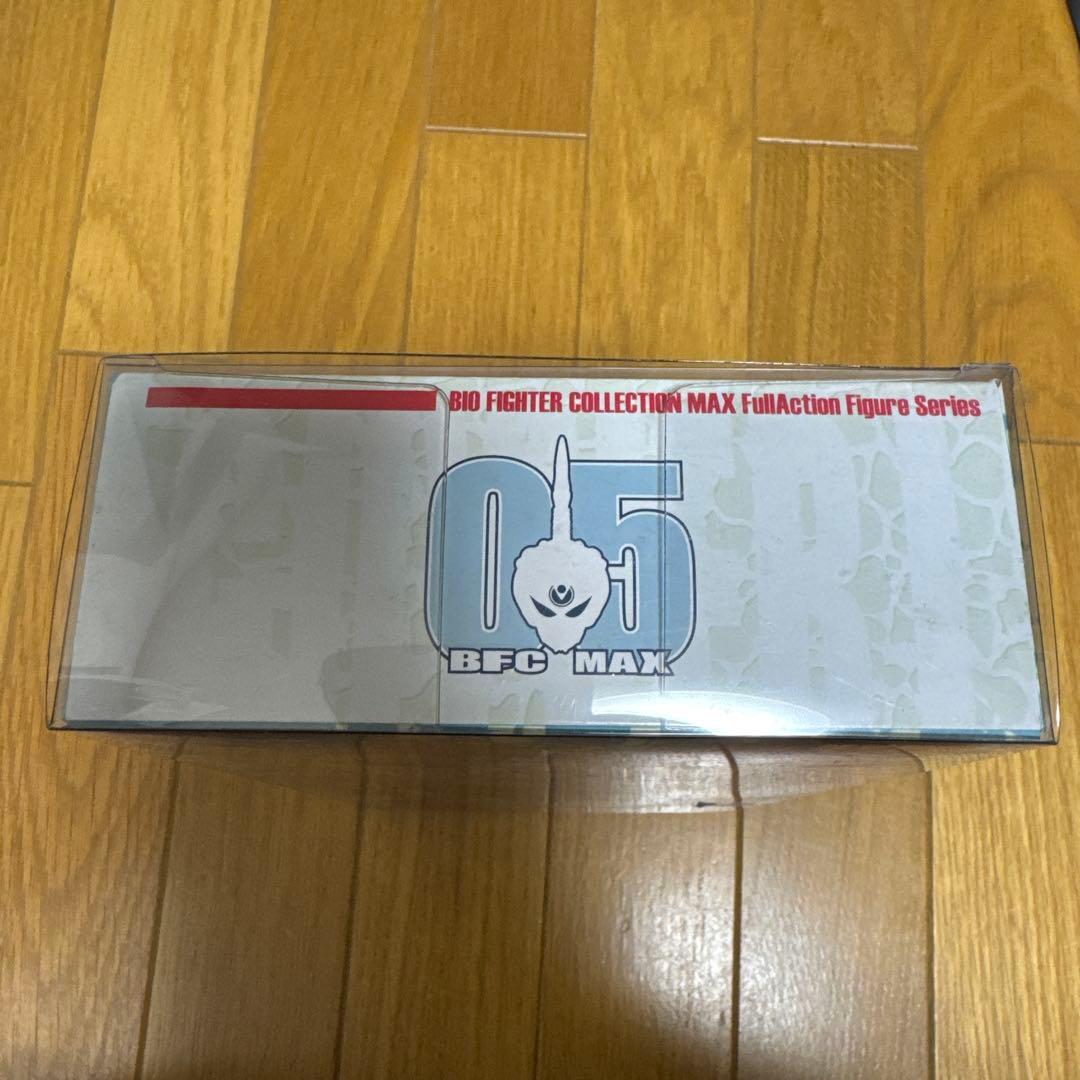 BIO FIGHTER COLLECTION MAX FullAction Figure Series
05
BFC MAX